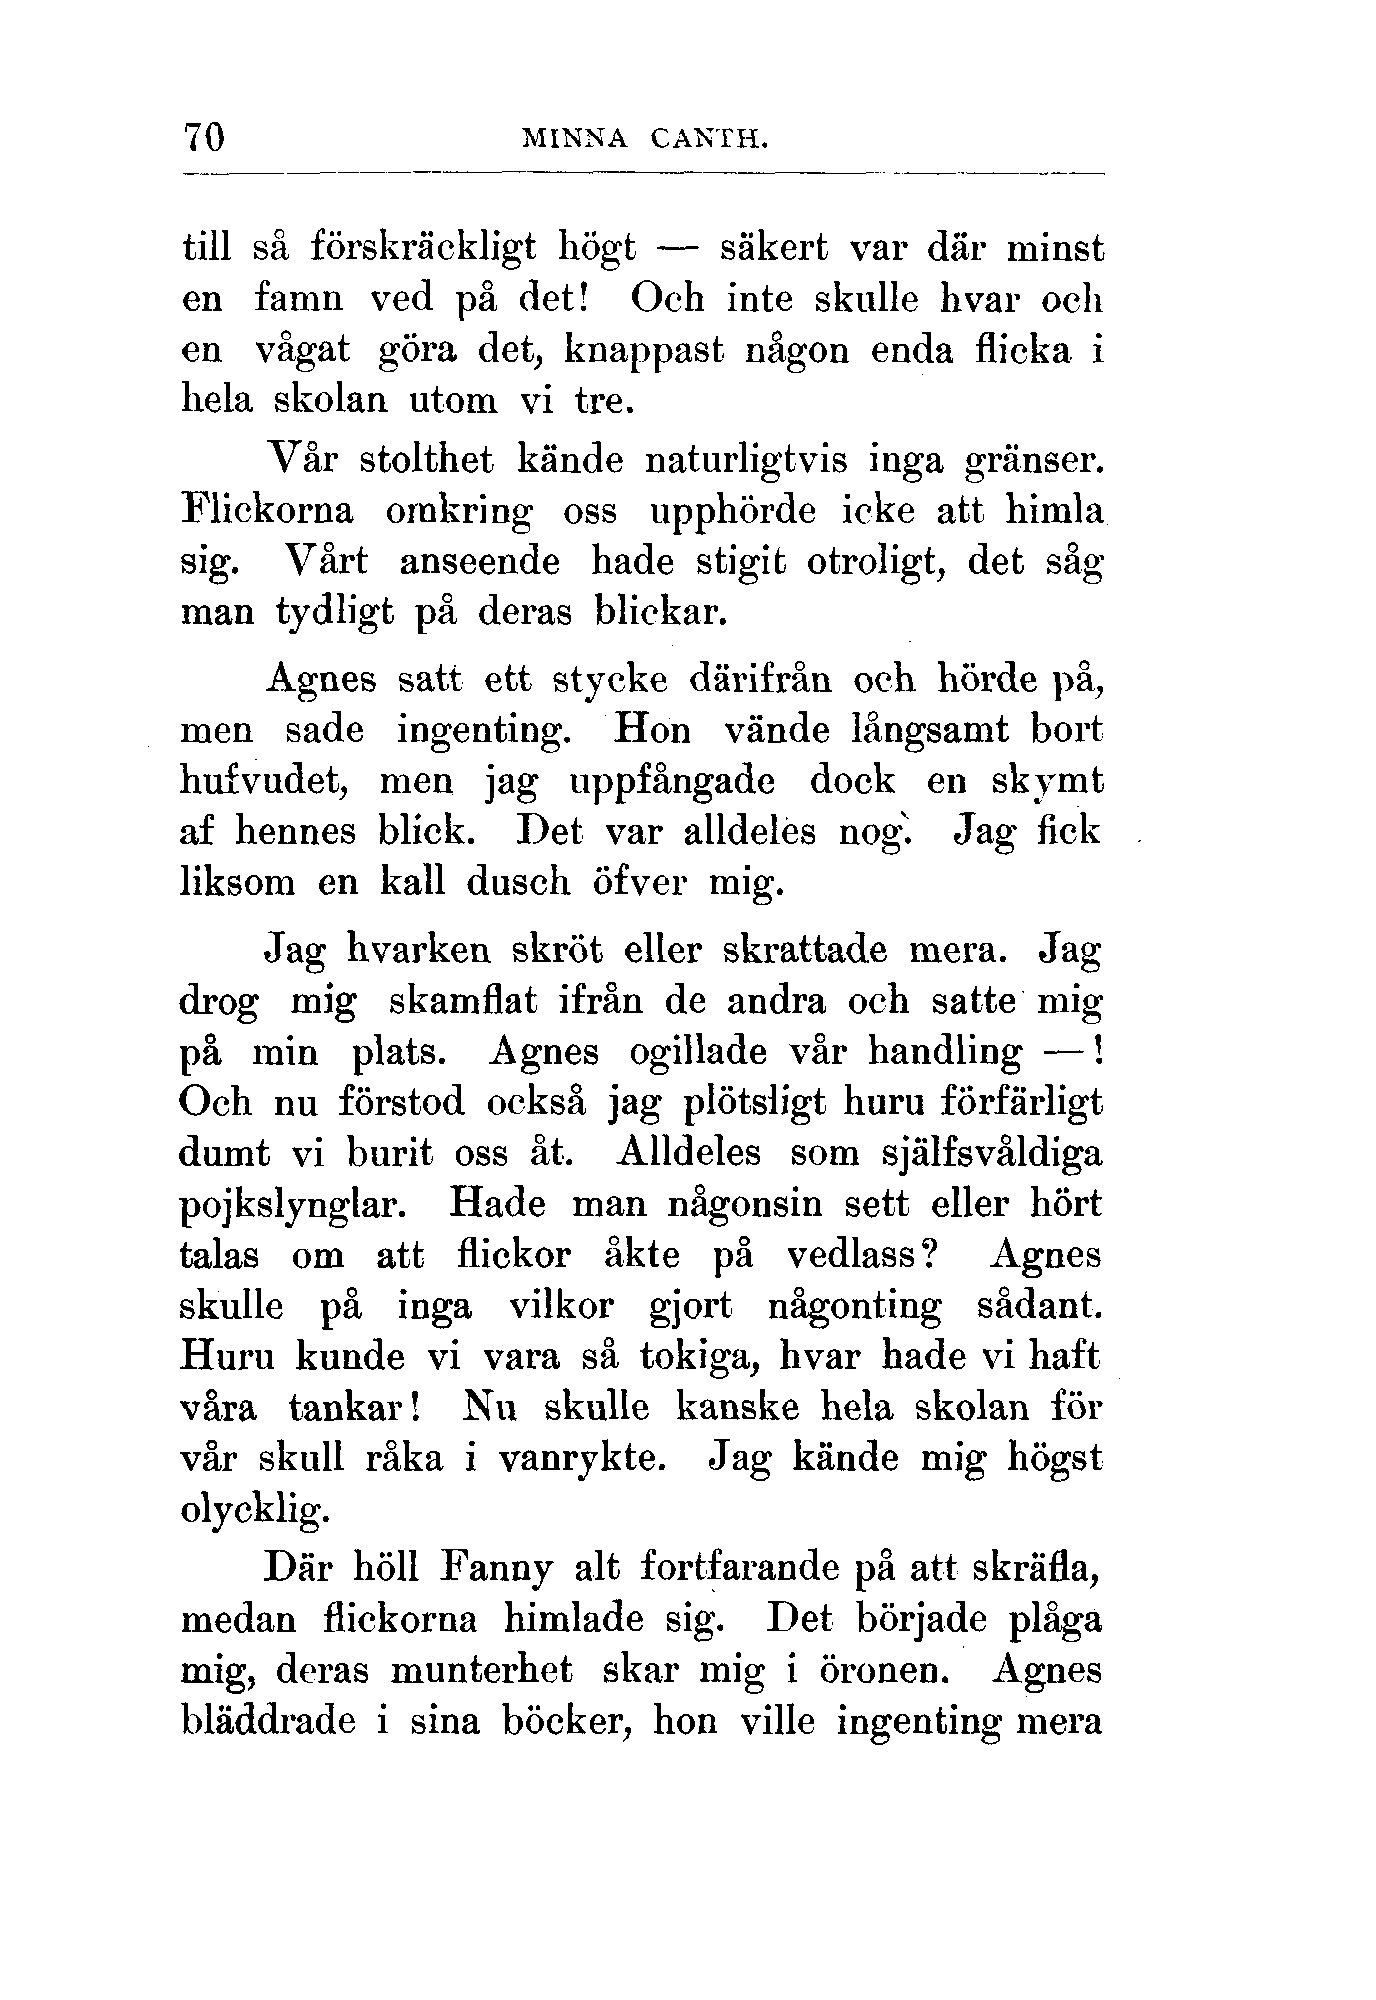 70 MINNA CANTH.
till så förskräckligt högt — säkert var där minst
en famn ved på det! Och inte skulle hvar och
en vågat göra det, knappast någon enda flicka i
hela skolan utom vi tre.
Vår stolthet kände naturligtvis inga gränser.
Flickorna omkring oss upphörde icke att himla
sig. Vårt anseende hade stigit otroligt, det såg
man tydligt på deras blickar.
Agnes satt ett stycke därifrån och hörde på,
men sade ingenting. Hon vände långsamt bort
hufvudet, men jag uppfångade dock en skymt
af hennes blick. Det var alldeles nog. Jag fick
liksom en kall dusch öfver mig.
Jag hvarken skröt eller skrattade mera. Jag
drog mig skamflat ifrån de andra och satte mig
på min plats. Agnes ogillade vår handling —!
Och nu förstod också jag plötsligt huru förfärligt
dumt vi burit oss åt. Alldeles som själfsvåldiga
pojkslynglar. Hade man någonsin sett eller hört
talas om att flickor åkte på vedlass? Agnes
skulle på inga vilkor gjort någonting sådant.
Huru kunde vi vara så tokiga, hvar hade vi haft
våra tankar! Nu skulle kanske hela skolan för
vår skull råka i vanrykte. Jag kände mig högst
olycklig.
Där höll Fanny alt fortfarande på att skräfla,
medan flickorna himlade sig. Det började plåga
mig, deras munterhet skar mig i öronen. Agnes
bläddrade i sina böcker, hon ville ingenting mera